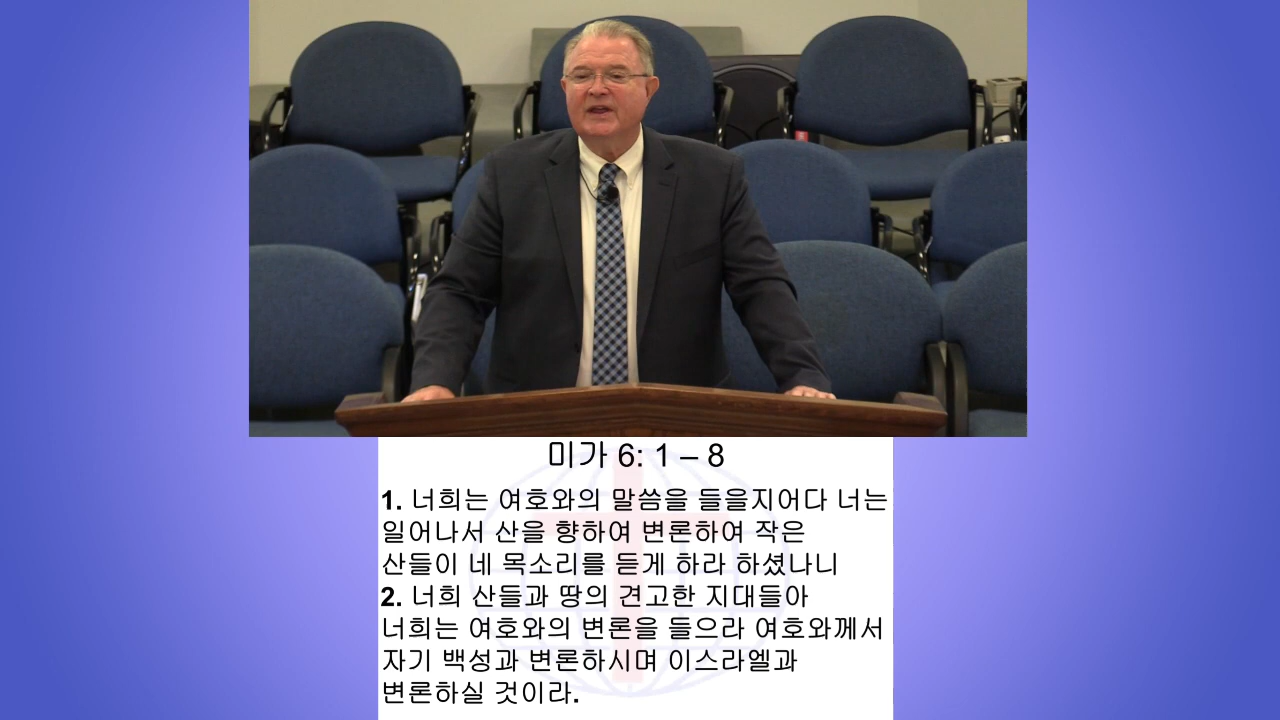 미가 6: 1 – 8
1. 너희는 여호와의 말씀을 들을지어다 너는
일어나서 산을 향하여 변론하여 작은
산들이 네 목소리를 듣게 하라 하셨나니
2. 너희 산들과 땅의 견고한 지대들아
너희는 여호와의 변론을 들으라 여호와께서
자기 백성과 변론하시며 이스라엘과
변론하실 것이라.